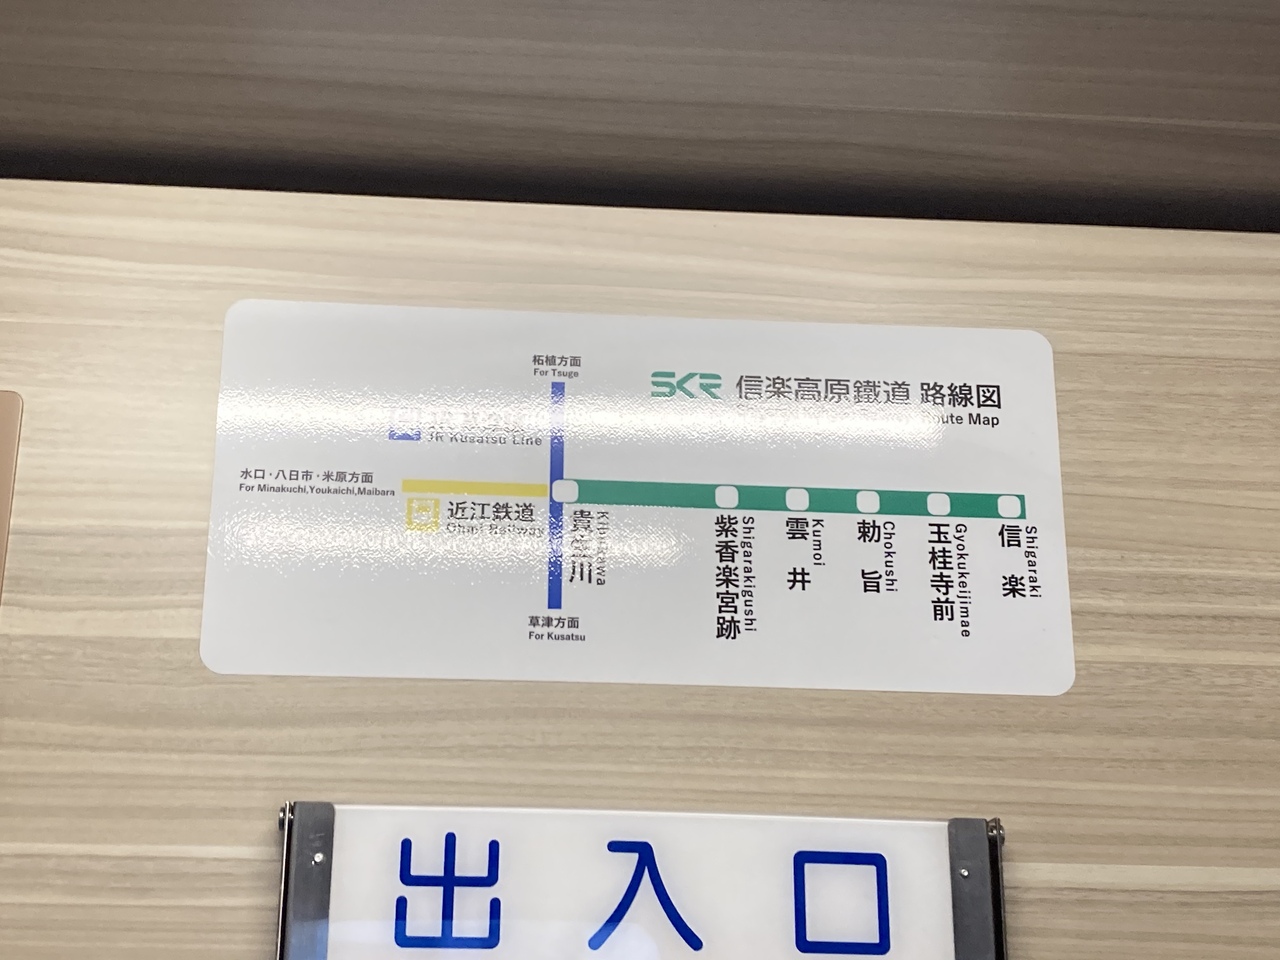 柘植方面
For Tsuge
SKR 信楽高原鐵道 路線図
Route Map
JR Kusatsu Line
水口・八日市・米原方面
For Minakuchi,Youkaichi,Maibara
近江鉄道
Ohmi Railway
貴生川
Kibukawa
紫香楽宮跡
Shigarakigushi
雲井
Kumoi
勅旨
Chokushi
玉桂寺前
Gyokukeijimae
信楽
Shigaraki
草津方面
For Kusatsu
出入口